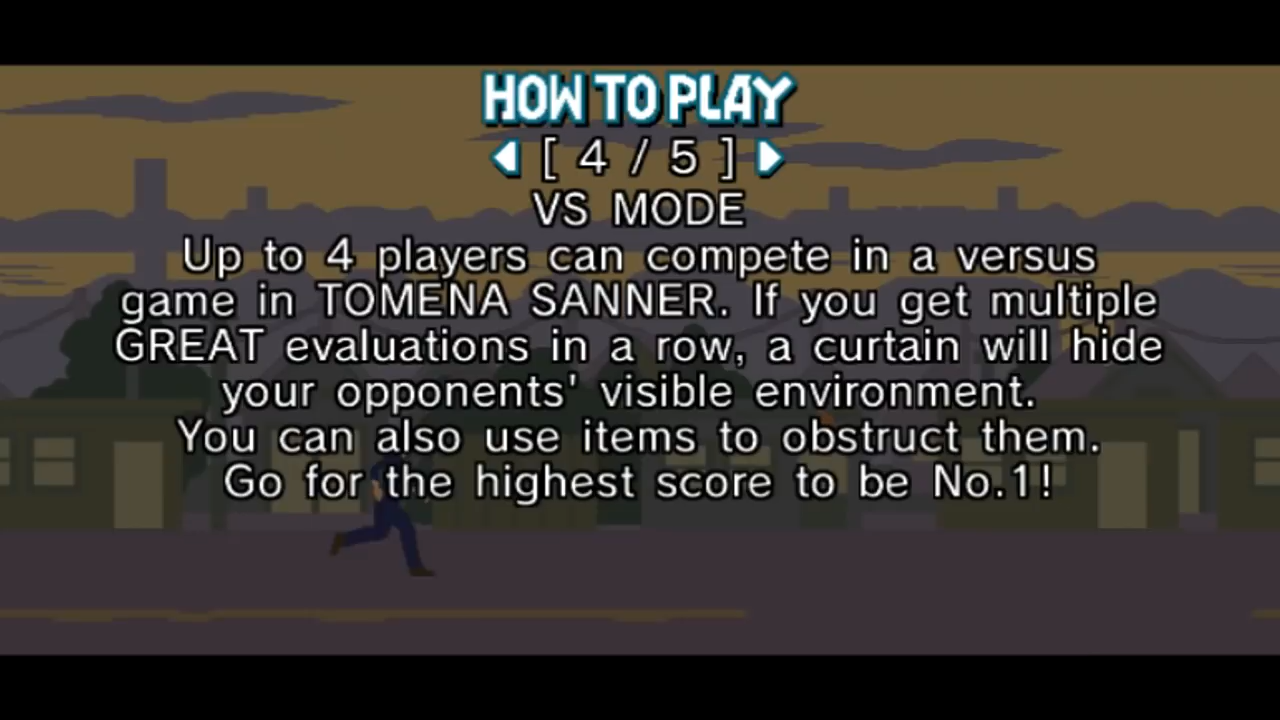 HOW TO PLAY
[ 4 / 5 ]
VS MODE
Up to 4 players can compete in a versus
game in TOMENA SANNER. If you get multiple
GREAT evaluations in a row, a curtain will hide
your opponents' visible environment.
You can also use items to obstruct them.
Go for the highest score to be No.1!